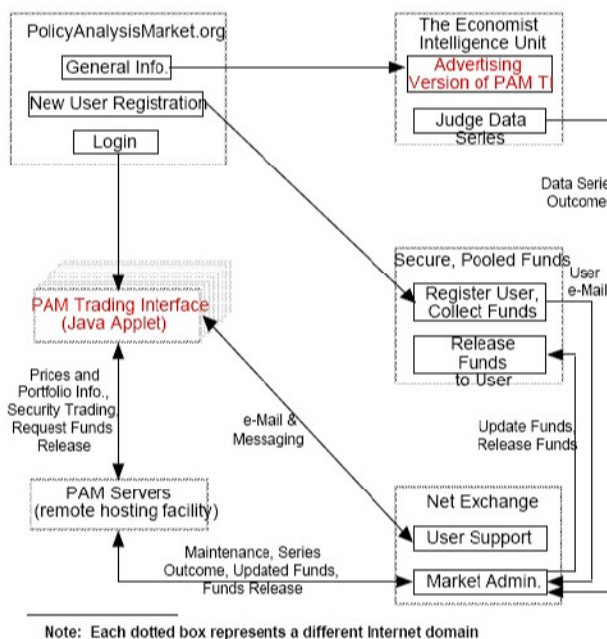 PolicyAnalysisMarket.org
General Info.
New User Registration
Login
The Economist
Intelligence Unit
Advertising
Version of PAM TI
Judge Data
Series
Data Serie
Outcomes
Secure, Pooled Funds
Register User,
Collect Funds
User
e-Mail
Release
Funds
to User
PAM Trading Interface
(Java Applet)
Prices and
Portfolio Info.,
Security Trading,
Request Funds
Release
e-Mail &
Messaging
Update Funds,
Release Funds
PAM Servers
(remote hosting facility)
Net Exchange
User Support
Market Admin.
Maintenance, Series
Outcome, Updated Funds,
Funds Release
Note: Each dotted box represents a different Internet domain